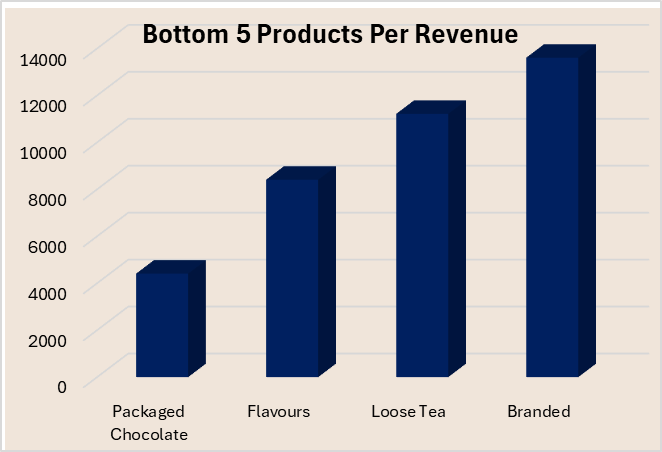 Bottom 5 Products Per Revenue
14000
12000
10000
8000
6000
4000
2000
0
Packaged Chocolate
Flavours
Loose Tea
Branded